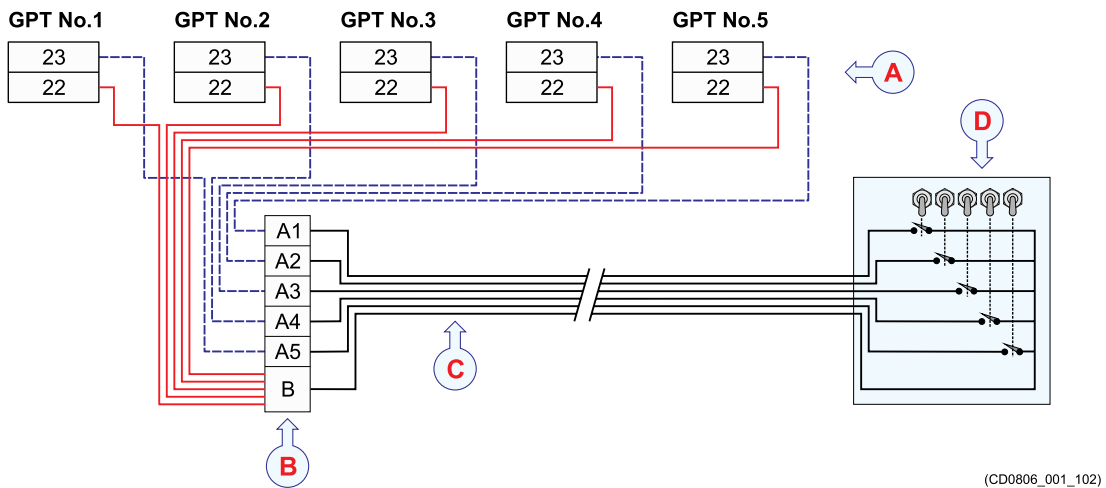 GPT No.1 GPT No.2 GPT No.3 GPT No.4 GPT No.5
23 23 23 23 23
22 22 22 22 22
A
D
A1
A2
A3
A4
A5
C
B
B
(CD0806_001_102)